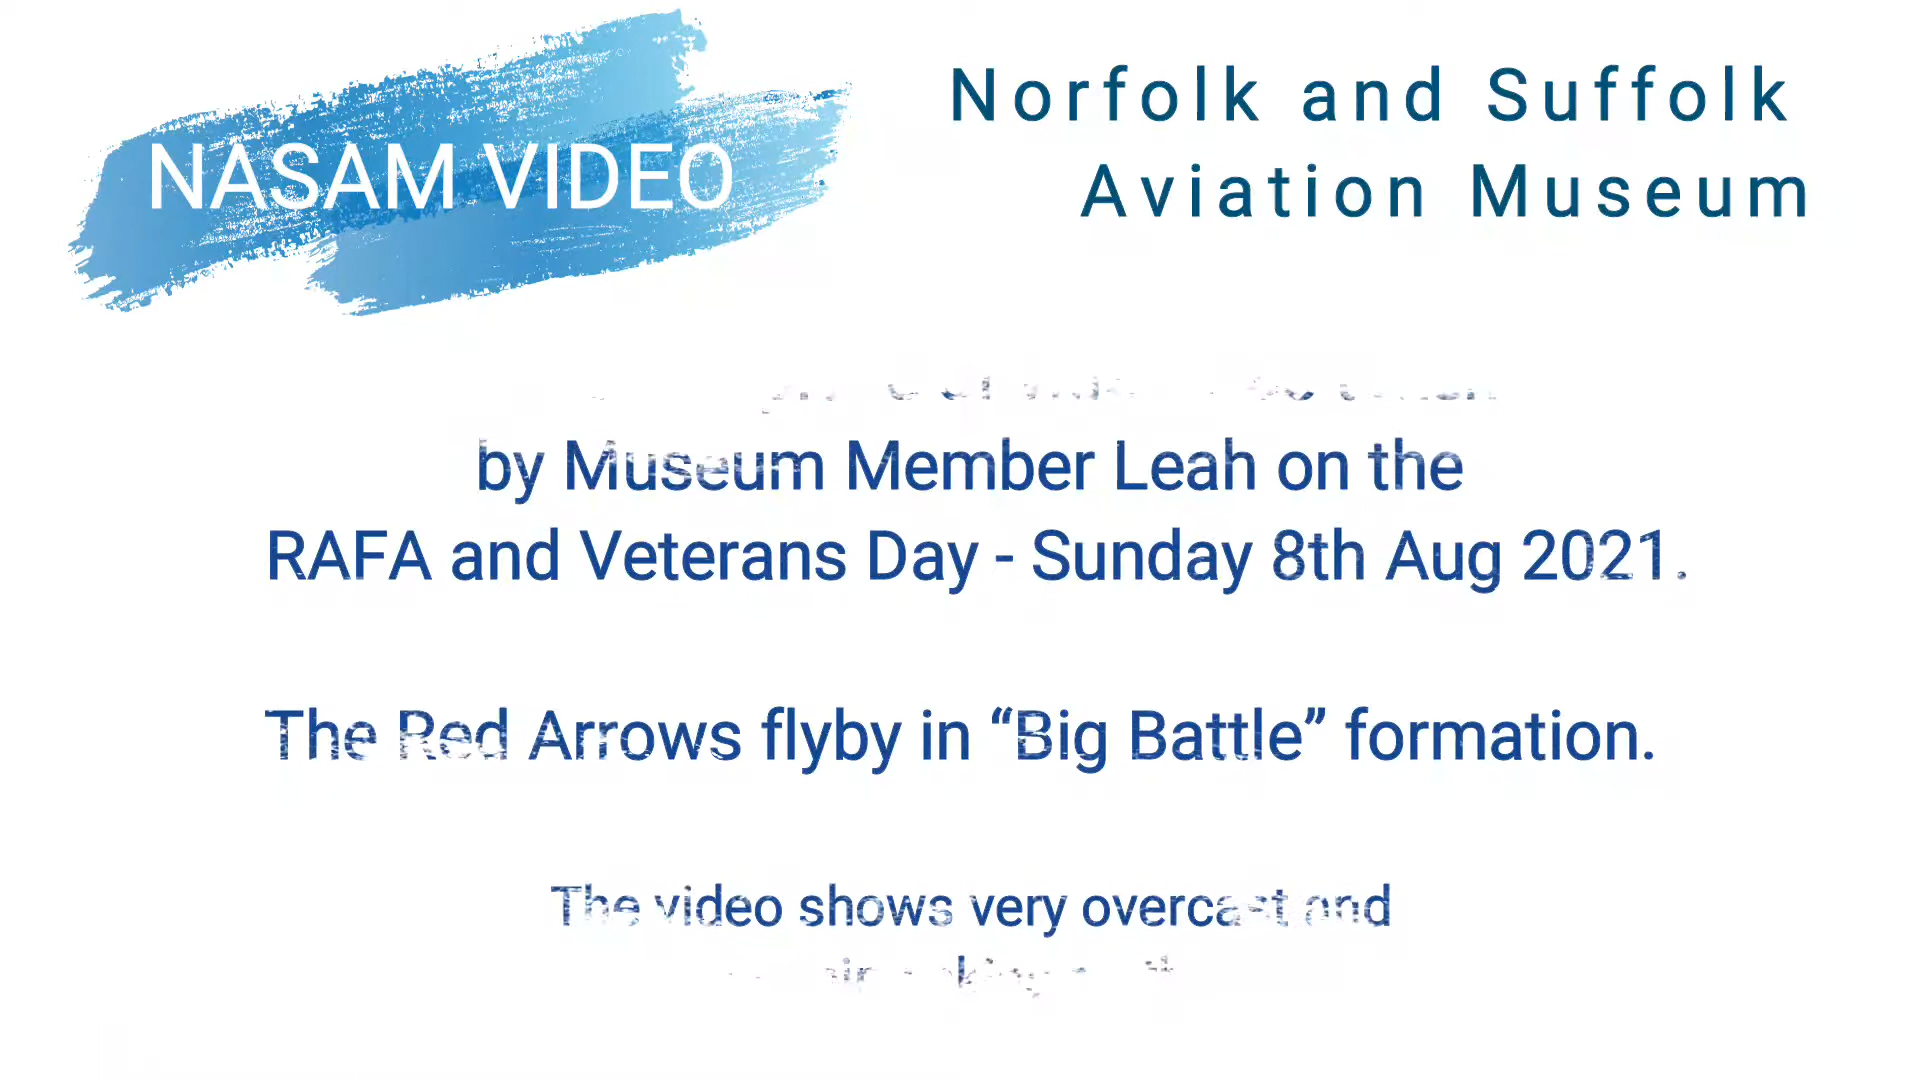 NASAM VIDEO
Norfolk and Suffolk
Aviation Museum
by Museum Member Leah on the
RAFA and Veterans Day - Sunday 8th Aug 2021.
The Red Arrows flyby in “Big Battle” formation.
The video shows very overcast and